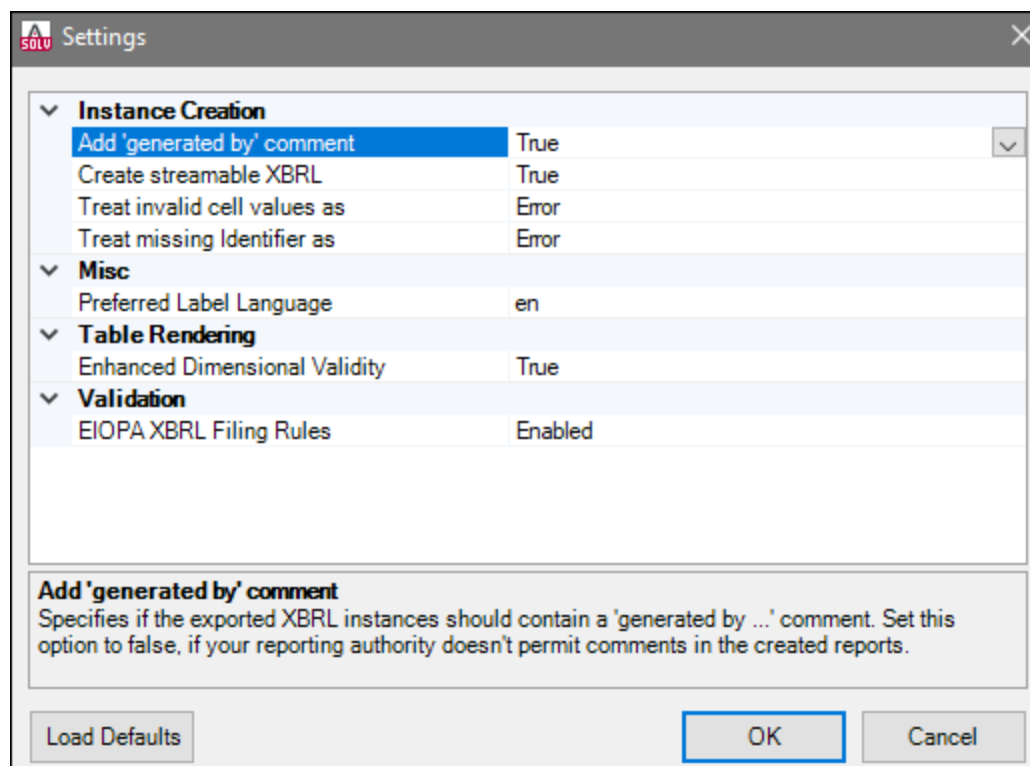 A
SOLV
Settings
Instance Creation
Add 'generated by' comment True
Create streamable XBRL True
Treat invalid cell values as Error
Treat missing Identifier as Error
Misc
Preferred Label Language en
Table Rendering
Enhanced Dimensional Validity True
Validation
EIOPA XBRL Filing Rules Enabled
Add 'generated by' comment
Specifies if the exported XBRL instances should contain a 'generated by ...' comment. Set this
option to false, if your reporting authority doesn't permit comments in the created reports.
Load Defaults OK Cancel